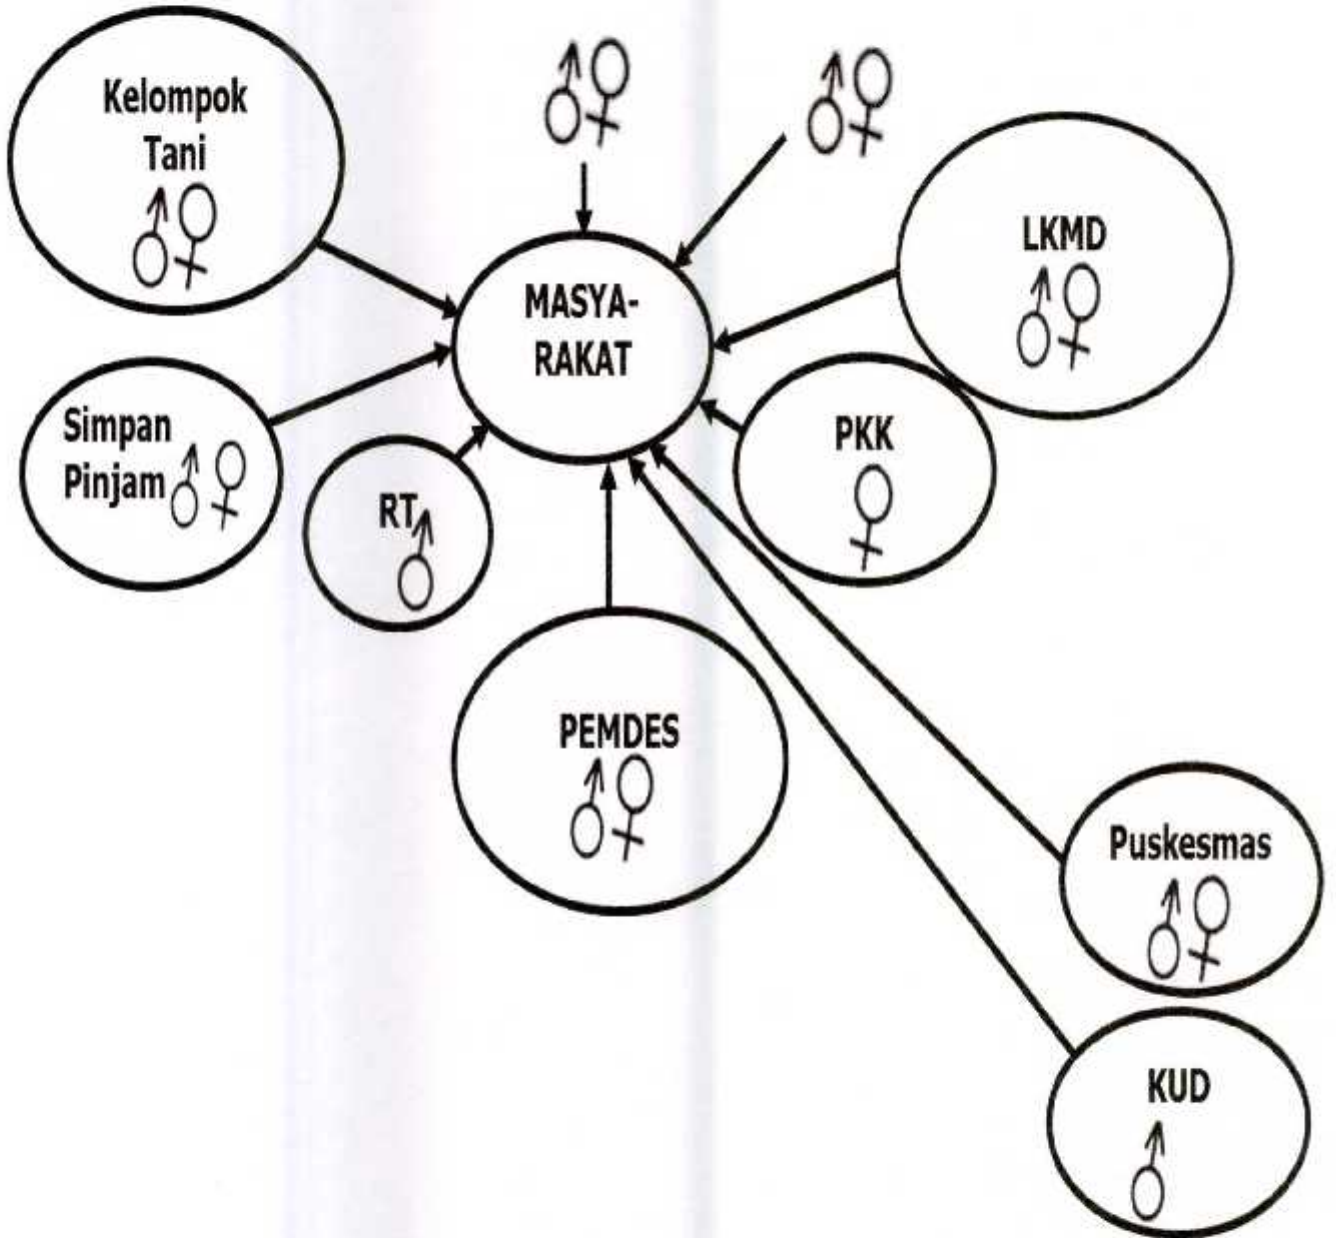 Kelompok
Tani
♂♀
♂♀
♂♀
LKMD
♂♀
MASYA-
RAKAT
Simpan
Pinjam ♂♀
RT ♂
PKK
♀
PEMDES
♂♀
Puskesmas
♂♀
KUD
♂